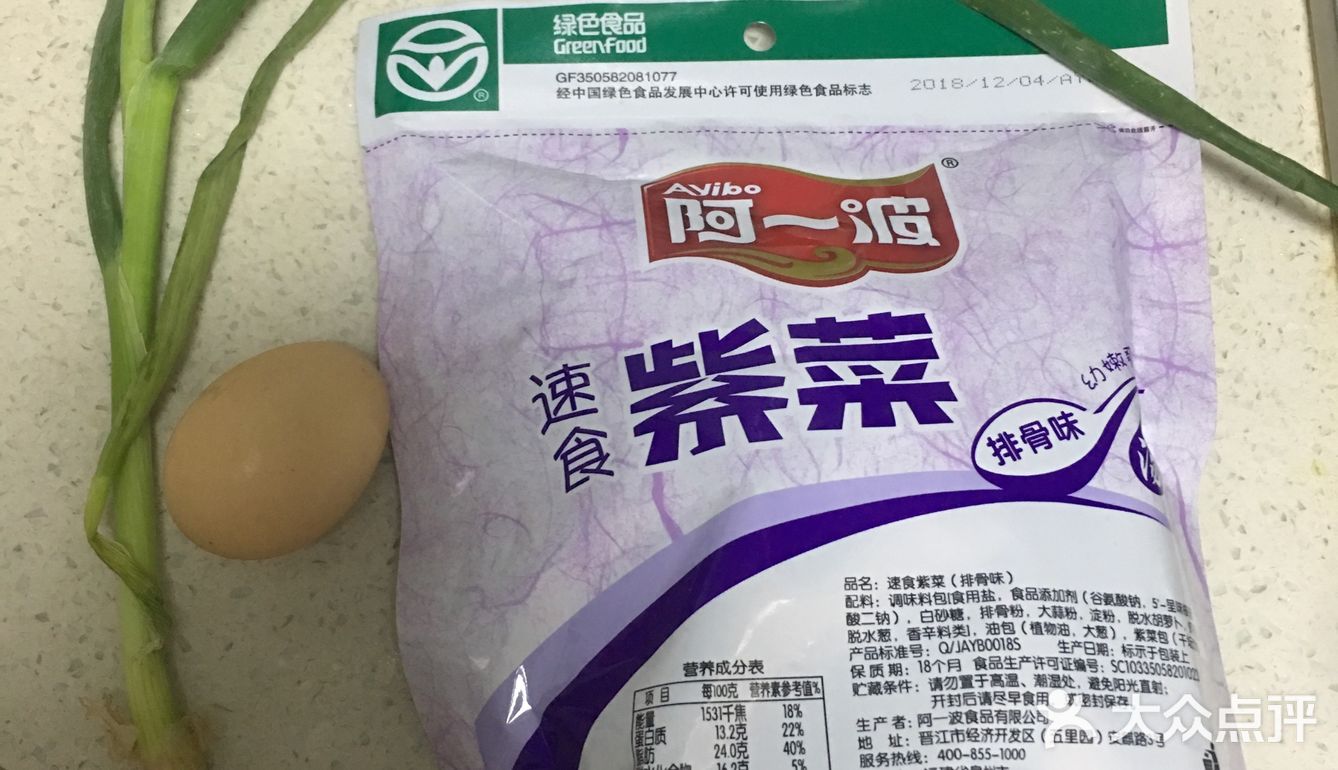 绿色食品
GreenFood
GF350582081077
经中国绿色食品发展中心许可使用绿色食品标志
2018/12/04/A
AYibo
阿一波
速食
紫菜
幼嫩
排骨味
品名：速食紫菜（排骨味）
配料：调味料包[食用盐，食品添加剂（谷氨酸钠，5'-呈味
酸二钠），白砂糖，排骨粉，大蒜粉，淀粉，脱水胡萝卜，
脱水葱，香辛料类]，油包（植物油，大葱），紫菜包（干
产品标准号：Q/JAYB0018S 生产日期：标示于包装上
保质期：18个月 食品生产许可证编号：SC10335058201
贮藏条件：请勿置于高温、潮湿处，避免阳光直射；
开封后请尽早食用 密封保存
生产者：阿一波食品有限公司
地址：晋江市经济开发区（五里园）
服务热线：400-855-1000
营养成分表
项目 每100克 营养素参考值%
能量 1531千焦 18%
蛋白质 13.2克 22%
脂肪 24.0克 40%
16.2克 5%
大众点评